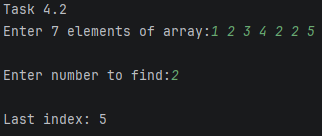 Task 4.2
Enter 7 elements of array:1 2 3 4 2 2 5
Enter number to find:2
Last index: 5